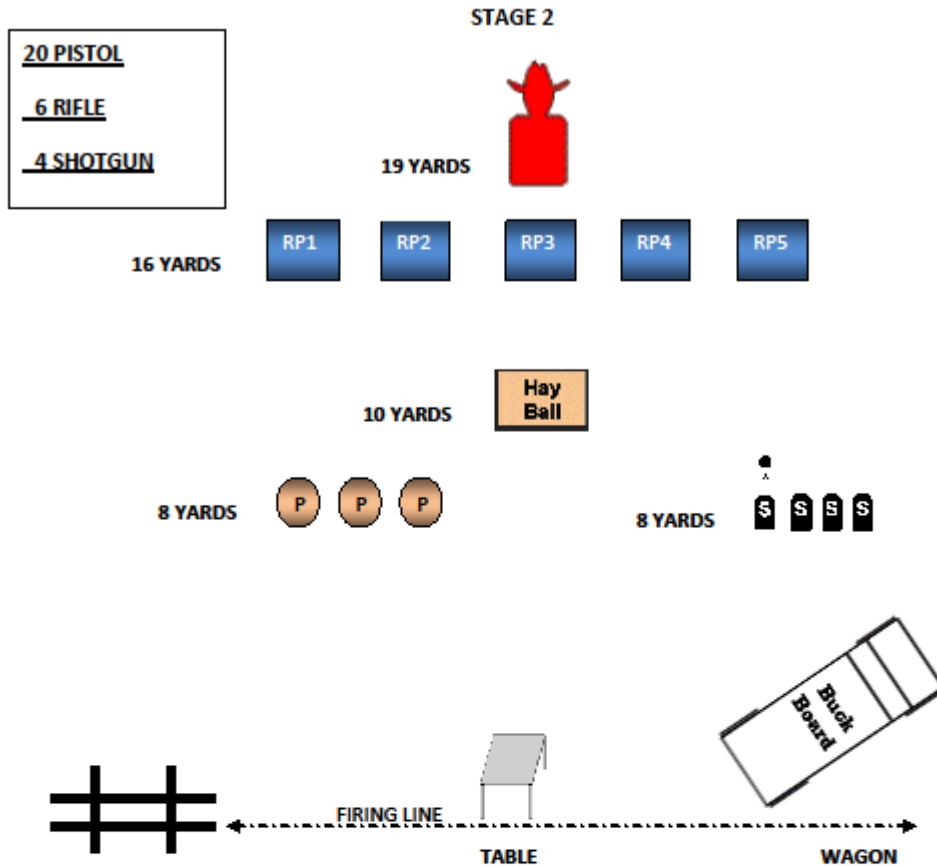 STAGE 2
20 PISTOL
6 RIFLE
4 SHOTGUN
19 YARDS
RP1 RP2 RP3 RP4 RP5
16 YARDS
Hay
Ball
10 YARDS
P P P
8 YARDS
S S S S
8 YARDS
Buck
Board
FIRING LINE
TABLE
WAGON